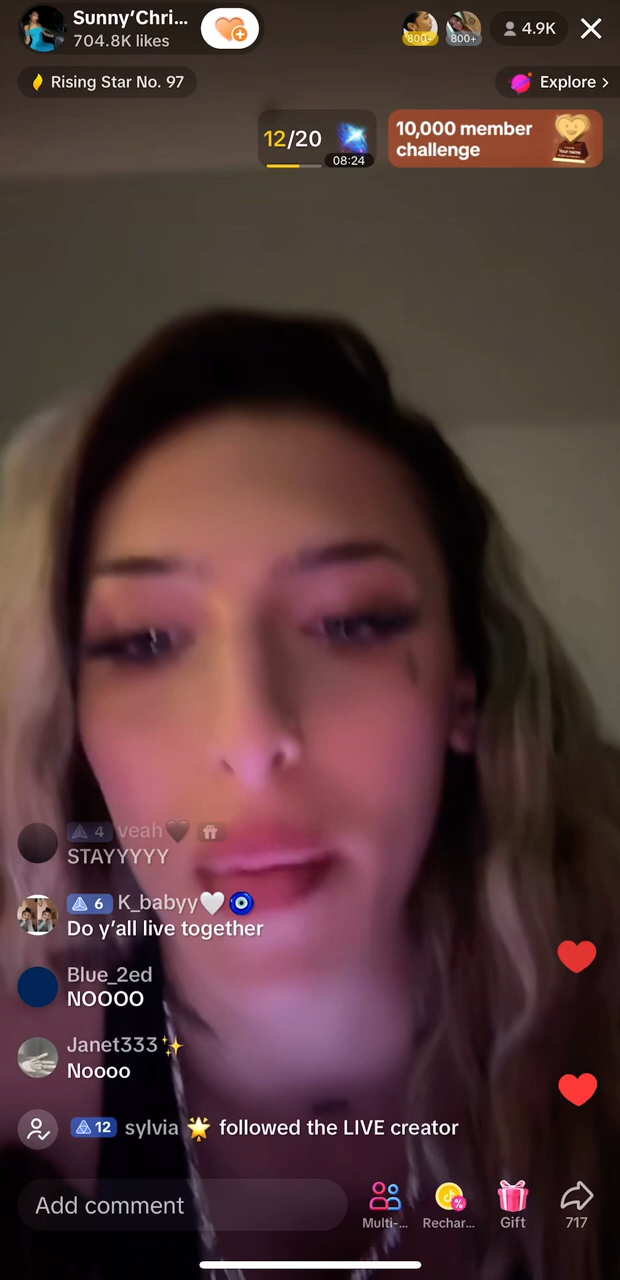 Sunny’Chri...
704.8K likes
800+
800+
4.9K
Rising Star No. 97
Explore >
12/20
08:24
10,000 member
challenge
4 yeah🖤
STAYYYYY
6 K_babyy🤍🧿
Do y’all live together
Blue_2ed
NOOOO
Janet333✨
Noooo
12 sylvia 🌟 followed the LIVE creator
Add comment
Multi-...
Rechar...
Gift
717